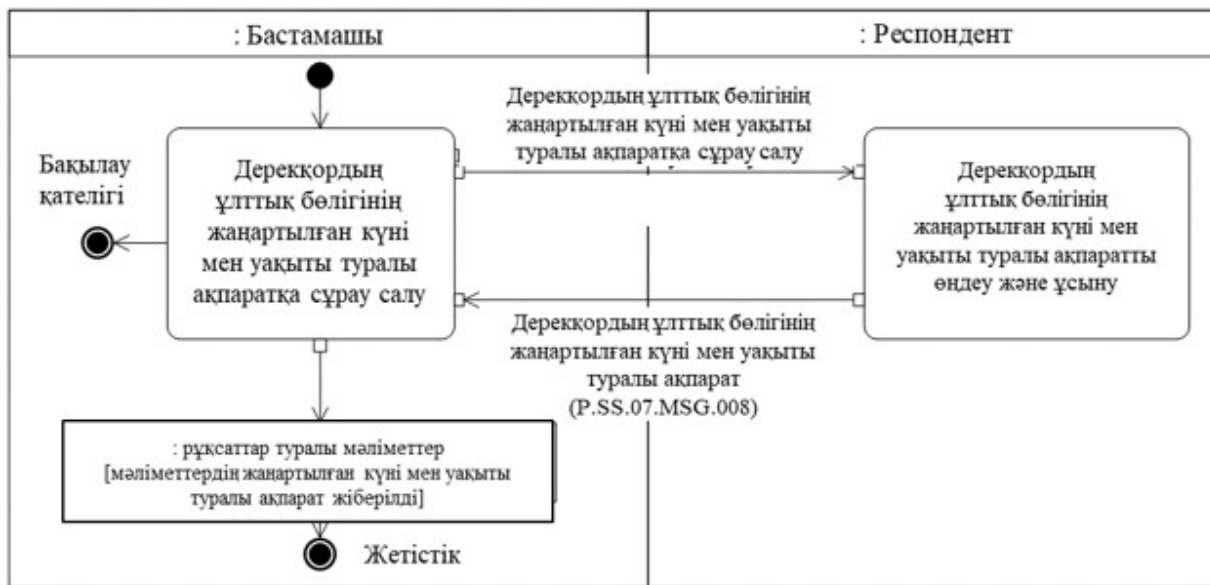 : Бастамашы
: Респондент
Дерекқордың ұлттық бөлігінің
жаңартылған күні мен уақыты
туралы ақпаратқа сұрау салу
Бақылау
қателігі
Дерекқордың
ұлттық бөлігінің
жаңартылған күні
мен уақыты туралы
ақпаратқа сұрау салу
Дерекқордың
ұлттық бөлігінің
жаңартылған күні мен
уақыты туралы ақпаратты
өңдеу және ұсыну
Дерекқордың ұлттық бөлігінің
жаңартылған күні мен уақыты
туралы ақпарат
(P.SS.07.MSG.008)
: рұқсаттар туралы мәліметтер
[мәліметтердің жаңартылған күні мен уақыты
туралы ақпарат жіберілді]
Жетістік